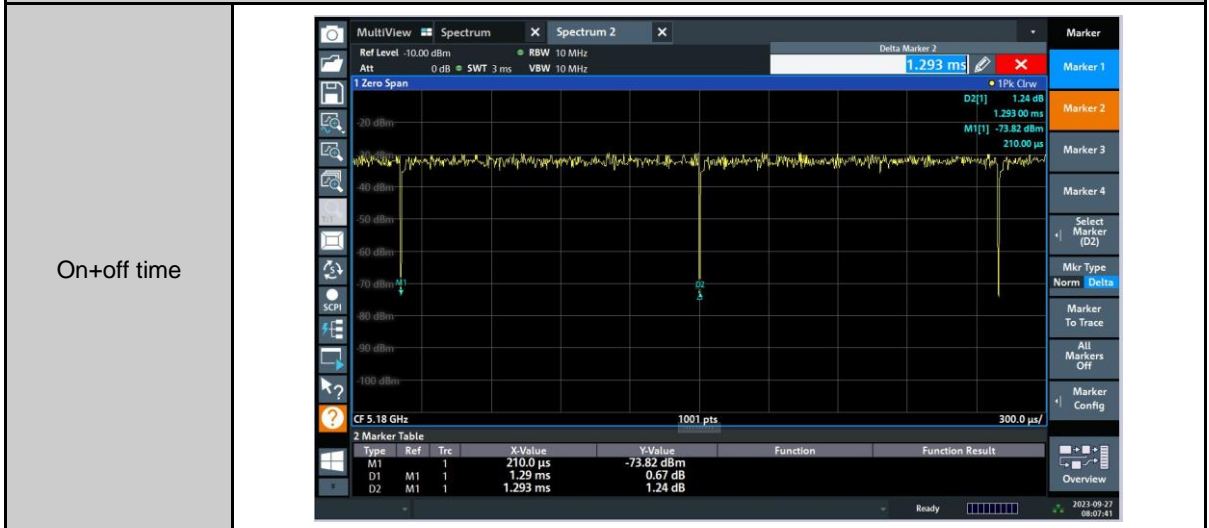 On+off time
MultiView Spectrum X Spectrum 2 X
Ref Level -10.00 dBm RBW 10 MHz
Att 0 dB SWT 3 ms VBW 10 MHz
Delta Marker 2
1.293 ms X
1 Zero Span 1Pk Clrw
D2[1] 1.24 dB
1.293 00 ms
M1[1] -73.82 dBm
210.00 µs
-20 dBm
-40 dBm
-50 dBm
-60 dBm
-70 dBm M1
D2
-80 dBm
-90 dBm
-100 dBm
CF 5.18 GHz 1001 pts 300.0 µs/
2 Marker Table
Type Ref Trc X-Value Y-Value Function Function Result
M1 1 210.0 µs -73.82 dBm
D1 M1 1 1.29 ms 0.67 dB
D2 M1 1 1.293 ms 1.24 dB
Ready
2023-09-27
08:07:41
1:1
SCPI
Marker
Marker 1
Marker 2
Marker 3
Marker 4
Select
Marker
(D2)
Mkr Type
Norm Delta
Marker
To Trace
All
Markers
Off
Marker
Config
Overview